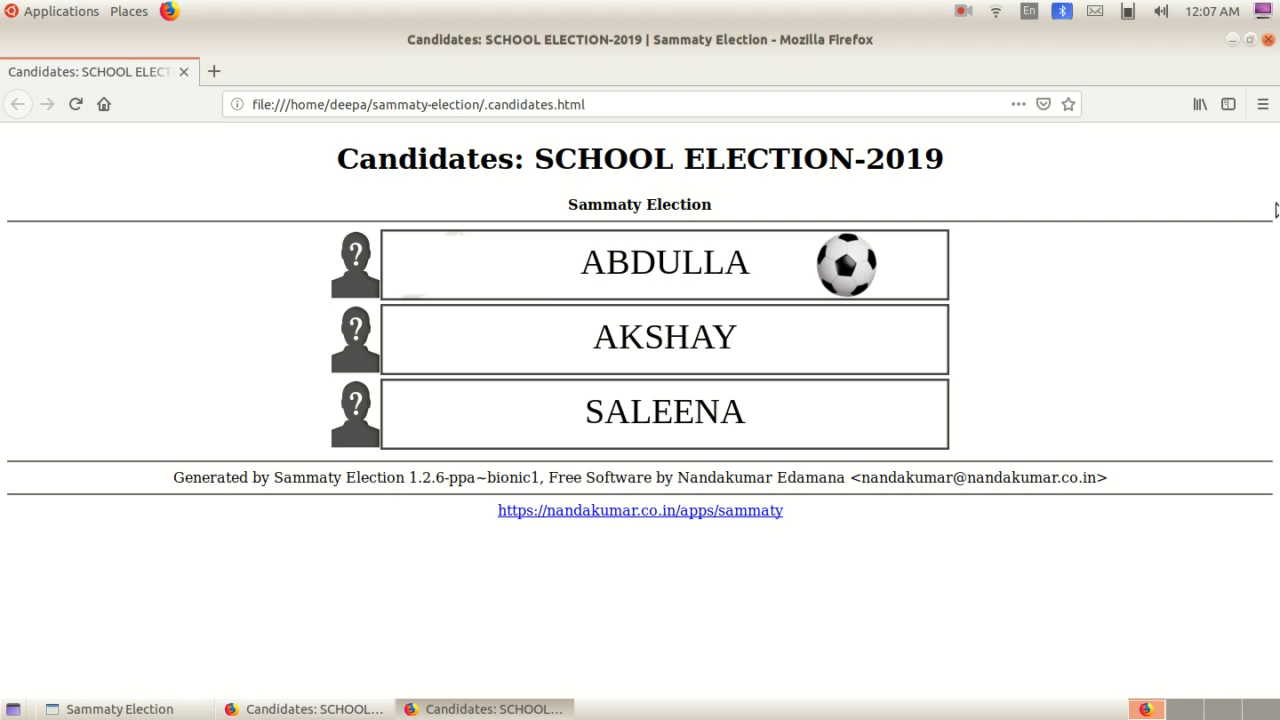 Applications Places En 12:07 AM
Candidates: SCHOOL ELECTION-2019 | Sammaty Election - Mozilla Firefox
Candidates: SCHOOL ELECT
file:///home/deepa/sammaty-election/.candidates.html
Candidates: SCHOOL ELECTION-2019
Sammaty Election
ABDULLA
AKSHAY
SALEENA
Generated by Sammaty Election 1.2.6-ppa~bionic1, Free Software by Nandakumar Edamana <nandakumar@nandakumar.co.in>
https://nandakumar.co.in/apps/sammaty
Sammaty Election Candidates: SCHOOL... Candidates: SCHOOL...